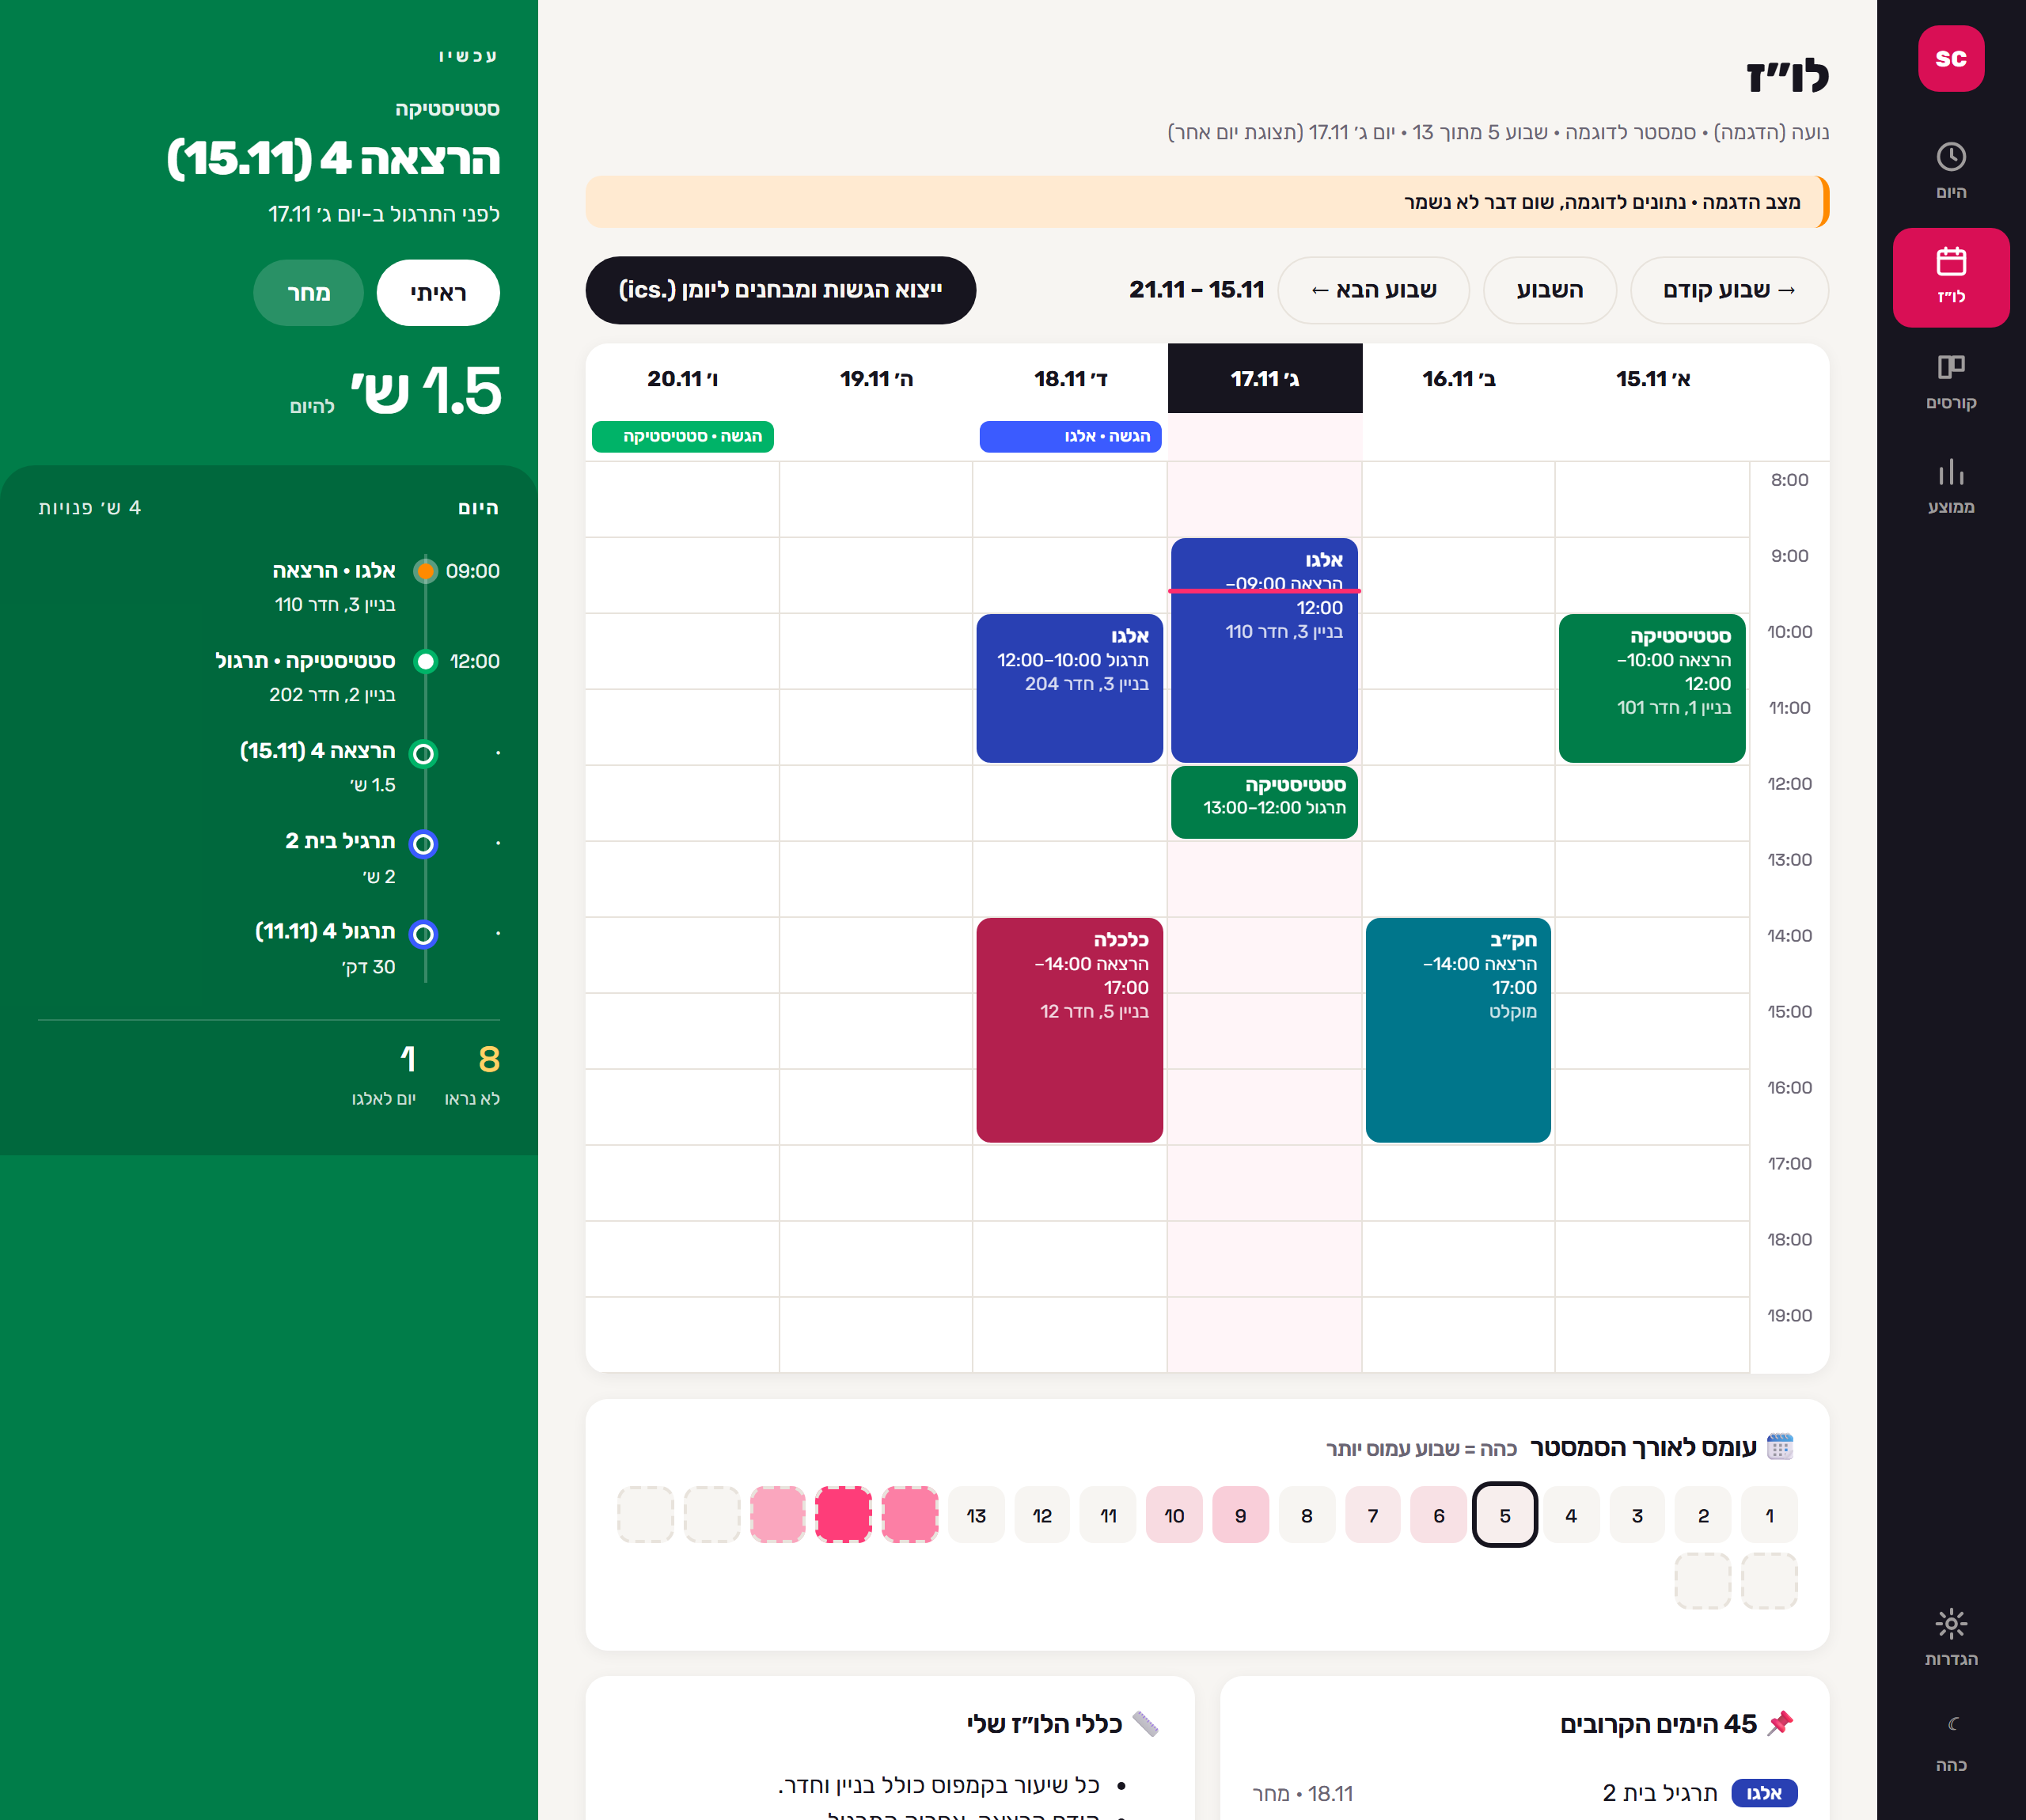 SC
היום
לו״ז
קורסים
ממוצע
הגדרות
כהה
לו״ז
נועה (הדגמה) • סמסטר לדוגמה • שבוע 5 מתוך 13 • יום ג׳ 17.11 (תצוגת יום אחר)
מצב הדגמה • נתונים לדוגמה, שום דבר לא נשמר
→ שבוע קודם
השבוע
שבוע הבא ←
15.11 – 21.11
ייצוא הגשות ומבחנים ליומן (.ics)
א׳ 15.11
ב׳ 16.11
ג׳ 17.11
ד׳ 18.11
ה׳ 19.11
ו׳ 20.11
הגשה • אלגו
הגשה • סטטיסטיקה
8:00
9:00
10:00
11:00
12:00
13:00
14:00
15:00
16:00
17:00
18:00
19:00
סטטיסטיקה
הרצאה 10:00–
12:00
בניין 1, חדר 101
חק״ב
הרצאה 14:00–
17:00
מוקלט
אלגו
הרצאה 09:00–
12:00
בניין 3, חדר 110
סטטיסטיקה
תרגול 12:00–13:00
אלגו
תרגול 10:00–12:00
בניין 3, חדר 204
כלכלה
הרצאה 14:00–
17:00
בניין 5, חדר 12
עומס לאורך הסמסטר כהה = שבוע עמוס יותר
1 2 3 4 5 6 7 8 9 10 11 12 13
45 הימים הקרובים
אלגו תרגיל בית 2 18.11 • מחר
כללי הלו״ז שלי
• כל שיעור בקמפוס כולל בניין וחדר.
עכשיו
סטטיסטיקה
הרצאה 4 (15.11)
לפני התרגול ב-יום ג׳ 17.11
ראיתי
מחר
1.5 ש׳ להיום
היום
4 ש׳ פנויות
09:00 אלגו • הרצאה
בניין 3, חדר 110
12:00 סטטיסטיקה • תרגול
בניין 2, חדר 202
הרצאה 4 (15.11)
1.5 ש׳
תרגיל בית 2
2 ש׳
תרגול 4 (11.11)
30 דק׳
8
לא נראו
1
יום לאלגו